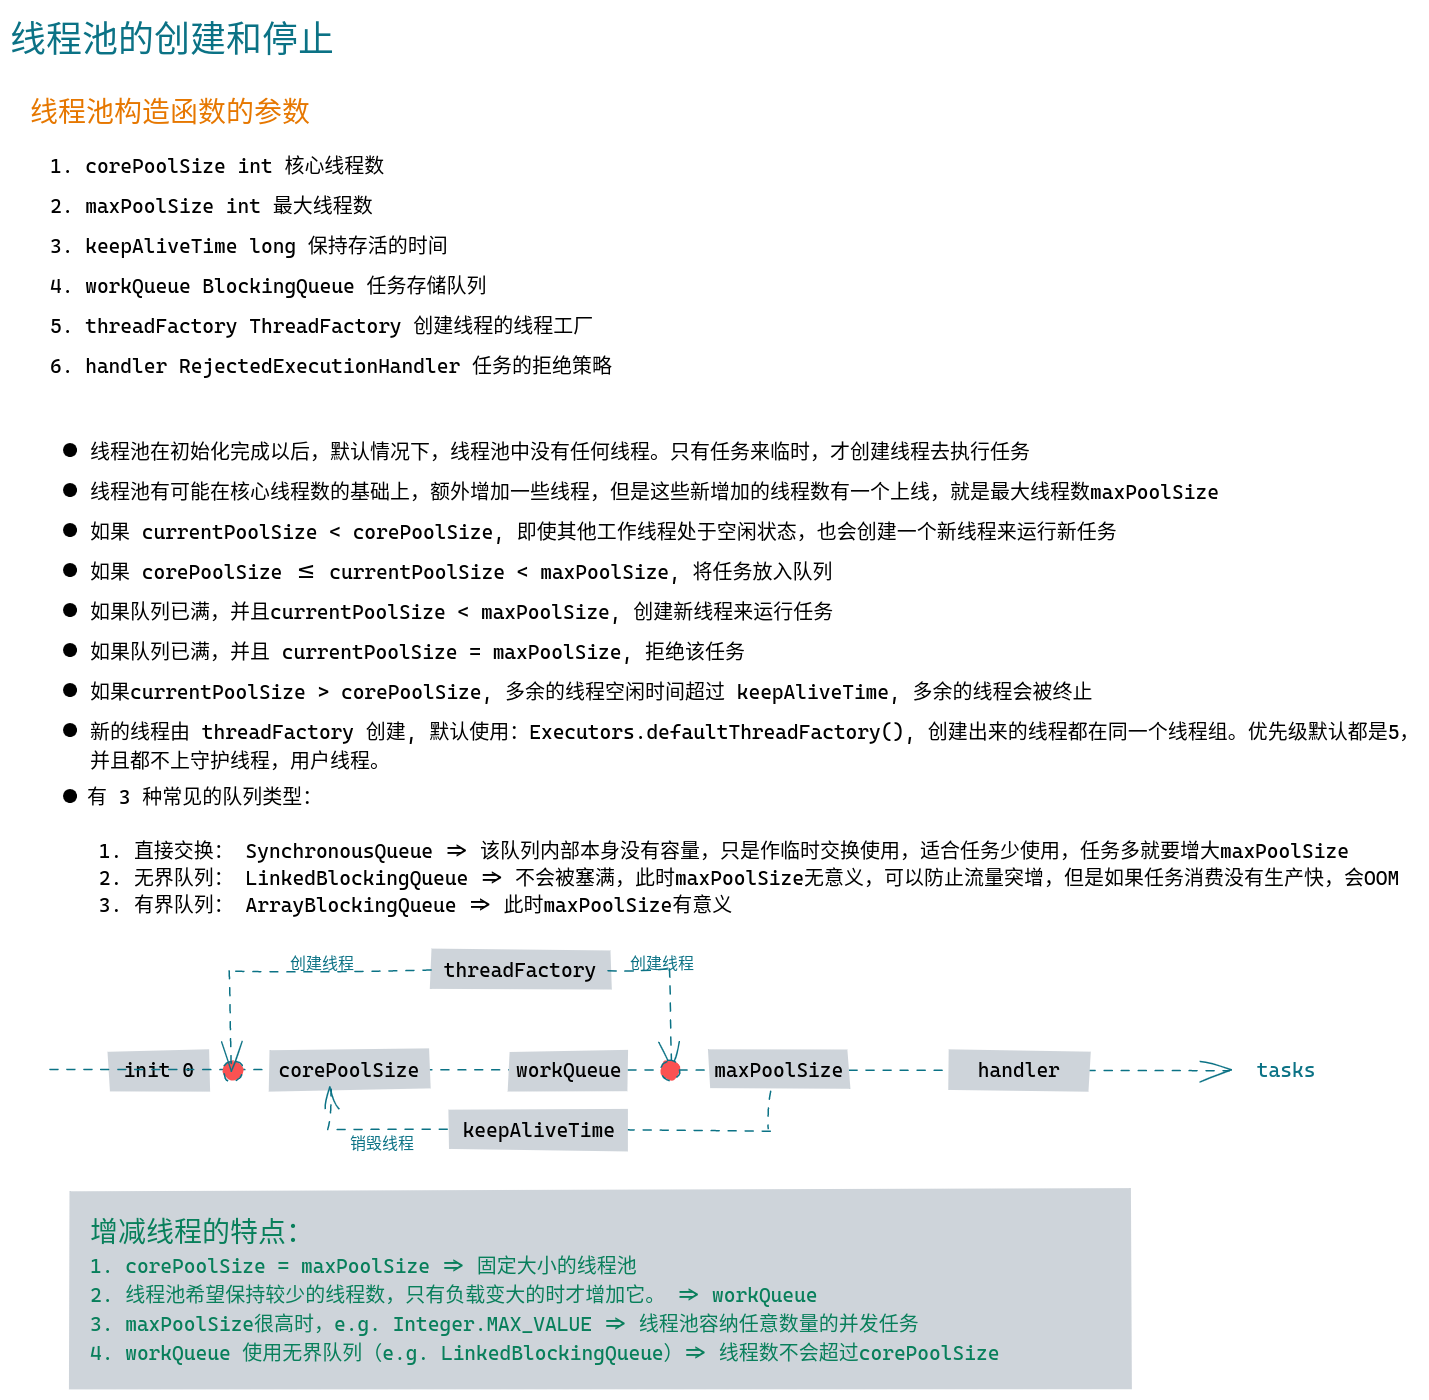 线程池的创建和停止
线程池构造函数的参数
1. corePoolSize int 核心线程数
2. maxPoolSize int 最大线程数
3. keepAliveTime long 保持存活的时间
4. workQueue BlockingQueue 任务存储队列
5. threadFactory ThreadFactory 创建线程的线程工厂
6. handler RejectedExecutionHandler 任务的拒绝策略
● 线程池在初始化完成以后，默认情况下，线程池中没有任何线程。只有任务来临时，才创建线程去执行任务
● 线程池有可能在核心线程数的基础上，额外增加一些线程，但是这些新增加的线程数有一个上线，就是最大线程数maxPoolSize
● 如果 currentPoolSize < corePoolSize, 即使其他工作线程处于空闲状态，也会创建一个新线程来运行新任务
● 如果 corePoolSize ≤ currentPoolSize < maxPoolSize, 将任务放入队列
● 如果队列已满，并且currentPoolSize < maxPoolSize, 创建新线程来运行任务
● 如果队列已满，并且 currentPoolSize = maxPoolSize, 拒绝该任务
● 如果currentPoolSize > corePoolSize, 多余的线程空闲时间超过 keepAliveTime, 多余的线程会被终止
● 新的线程由 threadFactory 创建, 默认使用：Executors.defaultThreadFactory(), 创建出来的线程都在同一个线程组。优先级默认都是5，
并且都不上守护线程，用户线程。
● 有 3 种常见的队列类型：
1. 直接交换： SynchronousQueue => 该队列内部本身没有容量，只是作临时交换使用，适合任务少使用，任务多就要增大maxPoolSize
2. 无界队列： LinkedBlockingQueue => 不会被塞满，此时maxPoolSize无意义，可以防止流量突增，但是如果任务消费没有生产快，会OOM
3. 有界队列： ArrayBlockingQueue => 此时maxPoolSize有意义
创建线程 threadFactory 创建线程
init 0 corePoolSize workQueue maxPoolSize handler tasks
keepAliveTime
销毁线程
增减线程的特点：
1. corePoolSize = maxPoolSize => 固定大小的线程池
2. 线程池希望保持较少的线程数，只有负载变大的时才增加它。 => workQueue
3. maxPoolSize很高时，e.g. Integer.MAX_VALUE => 线程池容纳任意数量的并发任务
4. workQueue 使用无界队列（e.g. LinkedBlockingQueue）=> 线程数不会超过corePoolSize